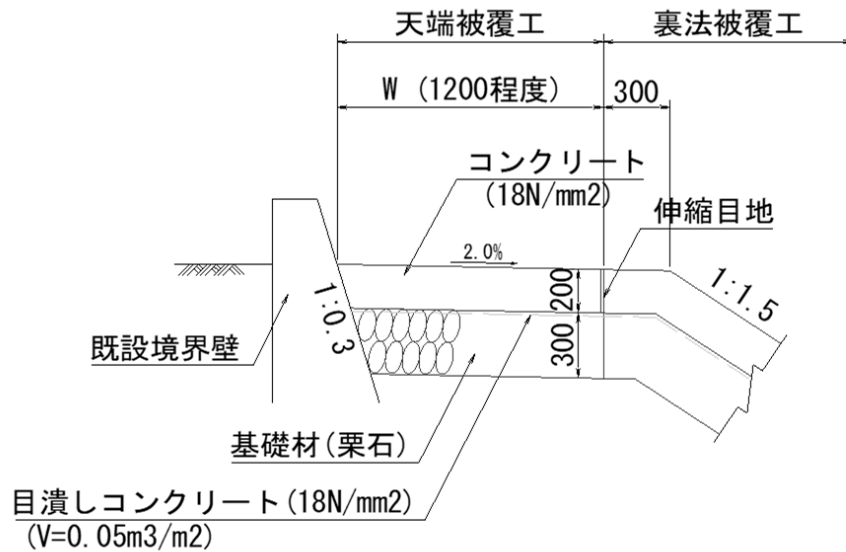 天端被覆工
裏法被覆工
W (1200程度)
300
コンクリート
(18N/mm2)
伸縮目地
2.0%
1:0.3
200
1:1.5
300
既設境界壁
基礎材(栗石)
目潰しコンクリート(18N/mm2)
(V=0.05m3/m2)